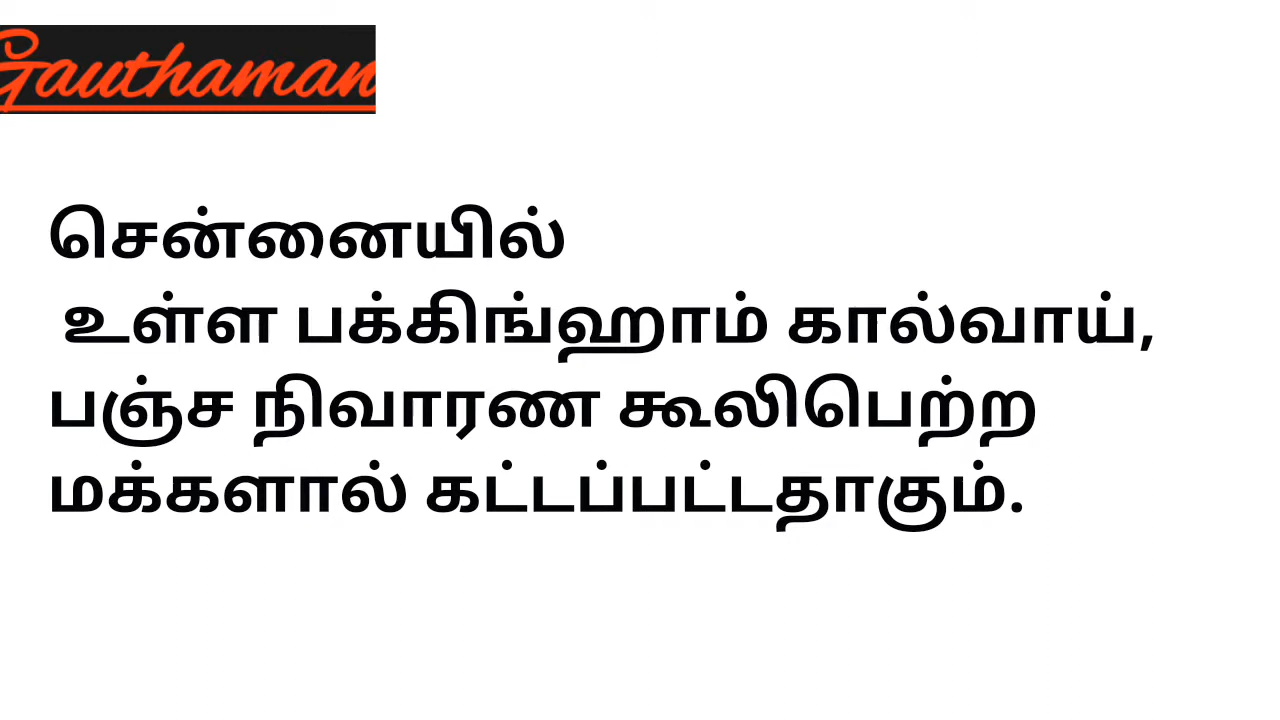 Gauthaman
சென்னையில்
உள்ள பக்கிங்ஹாம் கால்வாய்,
பஞ்ச நிவாரண கூலிபெற்ற
மக்களால் கட்டப்பட்டதாகும்.